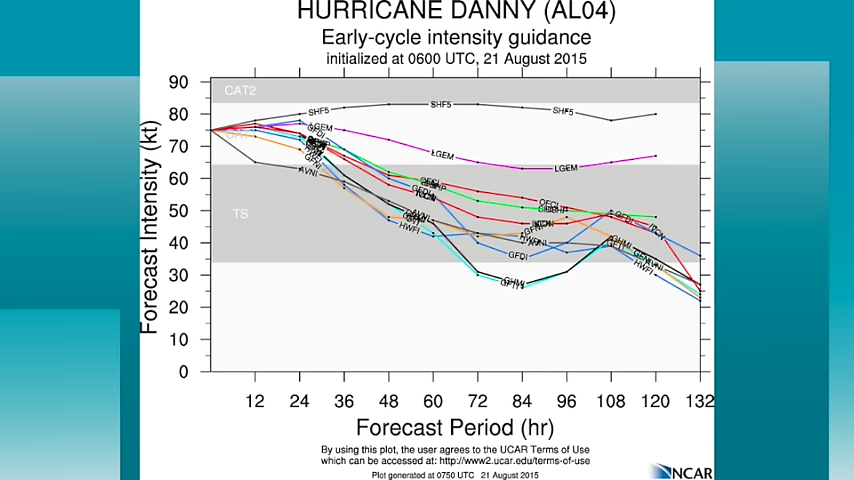 HURRICANE DANNY (AL04)
Early-cycle intensity guidance
initialized at 0600 UTC, 21 August 2015
Forecast Intensity (kt)
90
80
70
60
50
40
30
20
10
0
CAT2
TS
SHF5
SHF5
SHF5
LGEM
LGEM
LGEM
AVNI
HWFI
GFDI
GFDI
HWFI
12 24 36 48 60 72 84 96 108 120 132
Forecast Period (hr)
By using this plot, the user agrees to the UCAR Terms of Use
which can be accessed at: http://www2.ucar.edu/terms-of-use
Plot generated at 0750 UTC 21 August 2015
NCAR